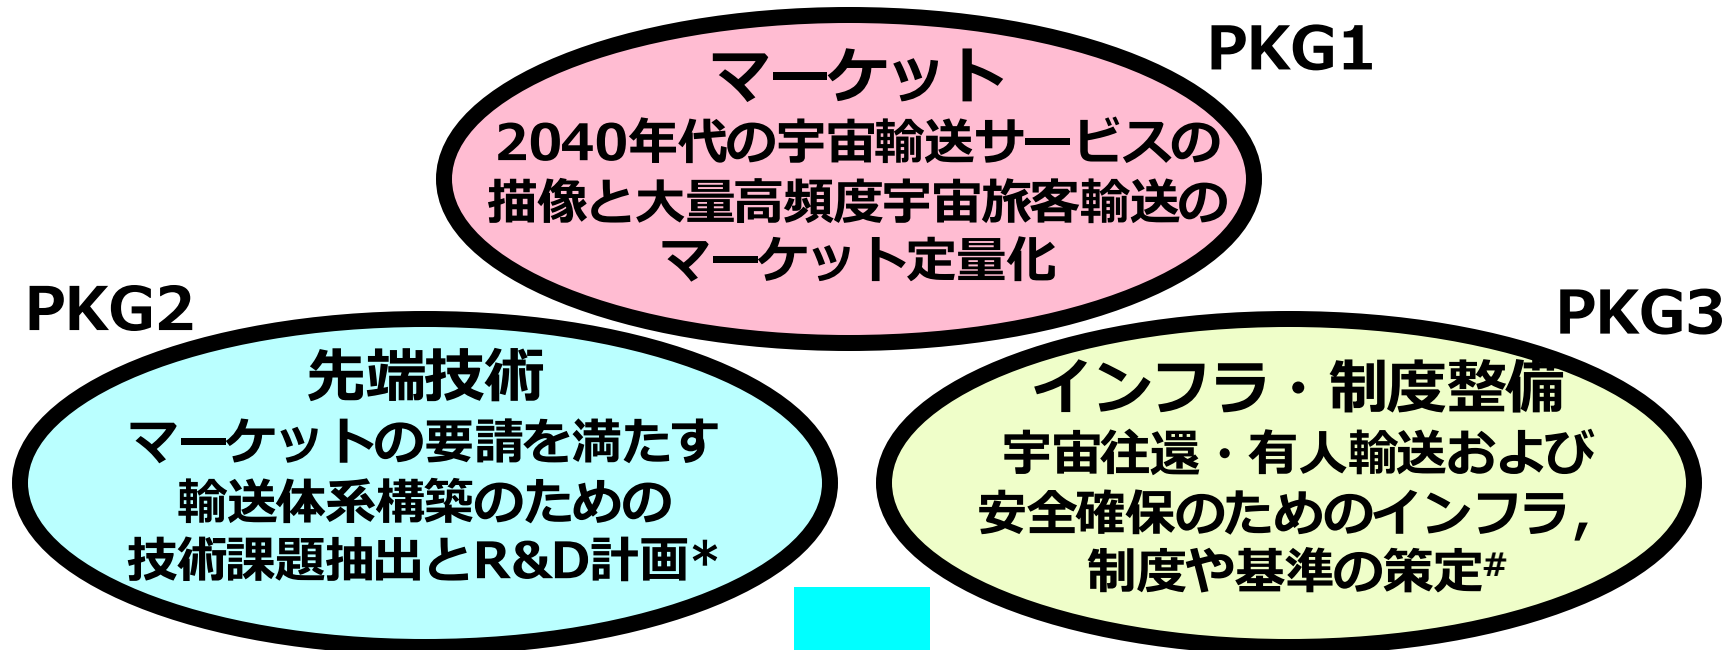 PKG1
マーケット
2040年代の宇宙輸送サービスの
描像と大量高頻度宇宙旅客輸送の
マーケット定量化
PKG2
先端技術
マーケットの要請を満たす
輸送体系構築のための
技術課題抽出とR&D計画*
PKG3
インフラ・制度整備
宇宙往還・有人輸送および
安全確保のためのインフラ,
制度や基準の策定#